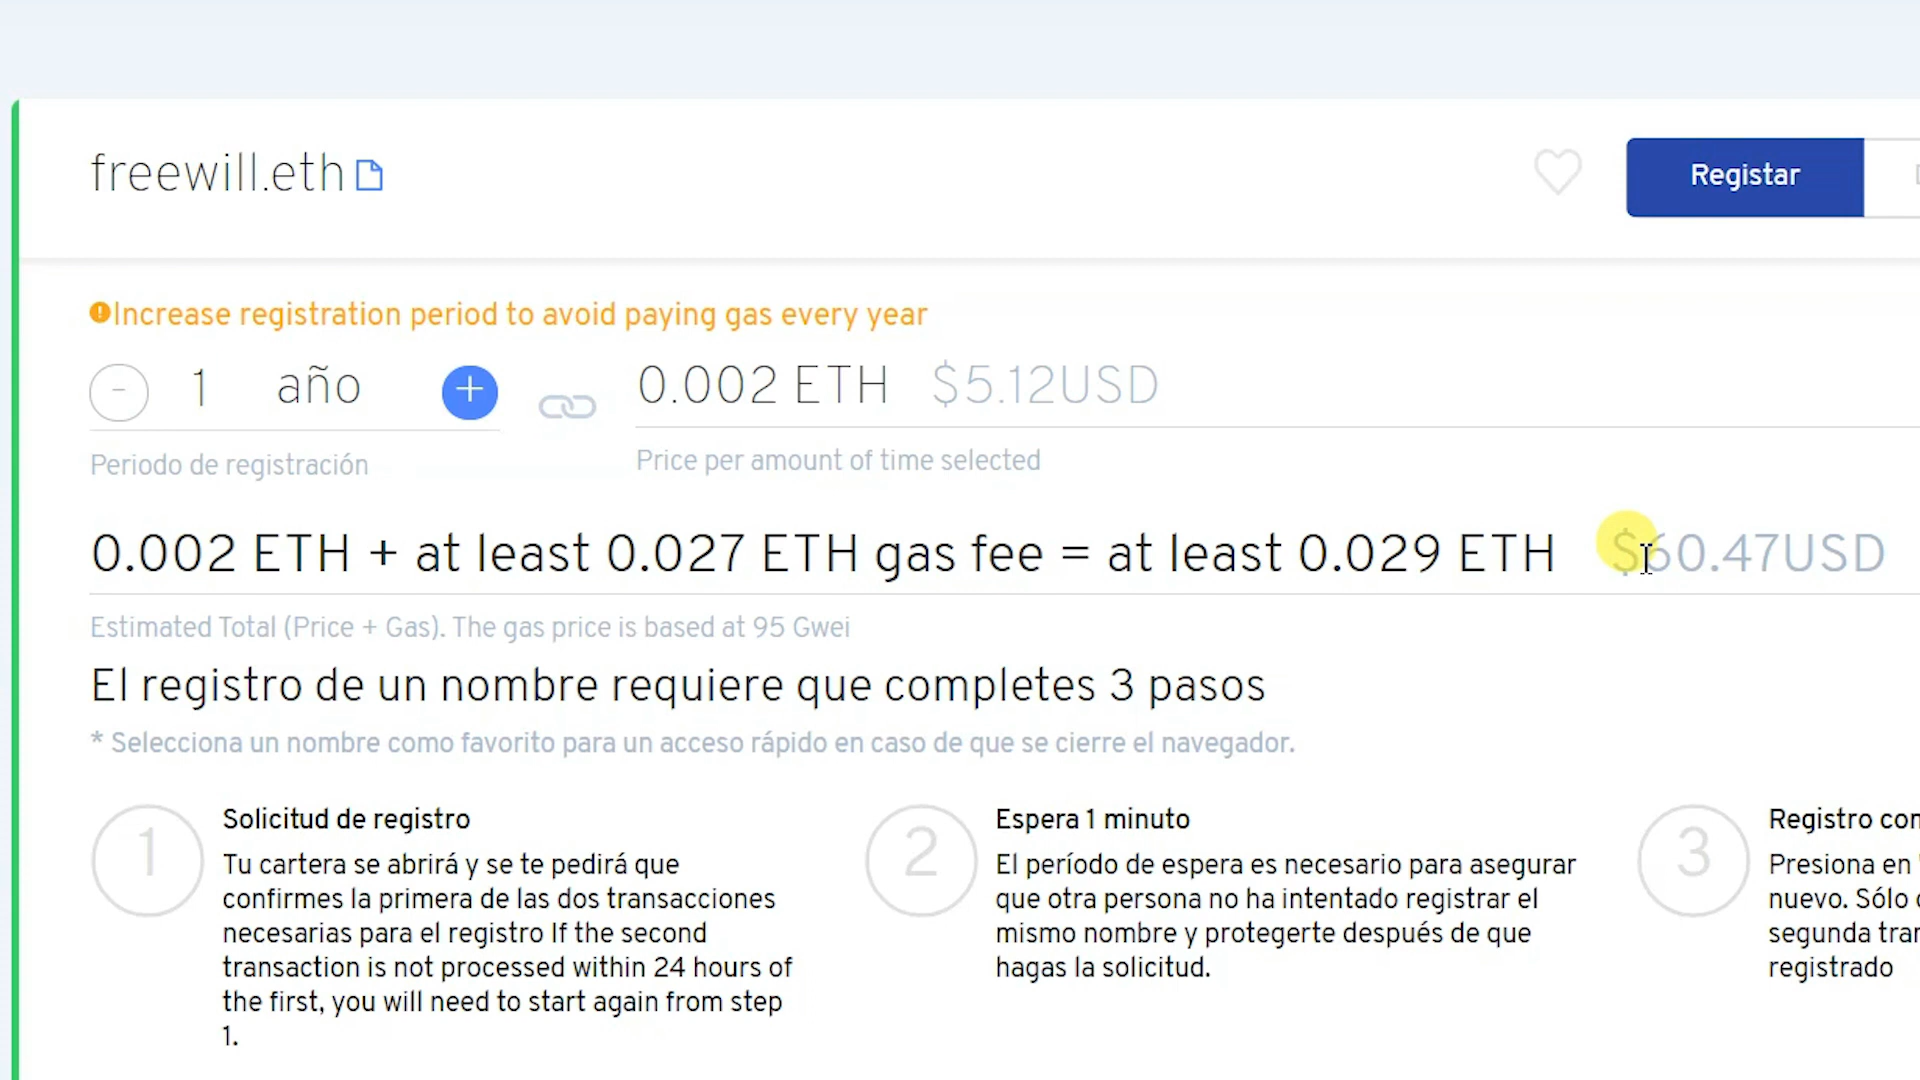 freewill.eth
Registar
Increase registration period to avoid paying gas every year
- 1 año +
0.002 ETH $5.12USD
Periodo de registración
Price per amount of time selected
0.002 ETH + at least 0.027 ETH gas fee = at least 0.029 ETH $60.47USD
Estimated Total (Price + Gas). The gas price is based at 95 Gwei
El registro de un nombre requiere que completes 3 pasos
* Selecciona un nombre como favorito para un acceso rápido en caso de que se cierre el navegador.
1
Solicitud de registro
Tu cartera se abrirá y se te pedirá que
confirmes la primera de las dos transacciones
necesarias para el registro If the second
transaction is not processed within 24 hours of
the first, you will need to start again from step
1.
2
Espera 1 minuto
El período de espera es necesario para asegurar
que otra persona no ha intentado registrar el
mismo nombre y protegerte después de que
hagas la solicitud.
3
Registro
Presiona en
nuevo. Sólo
segunda
registrado